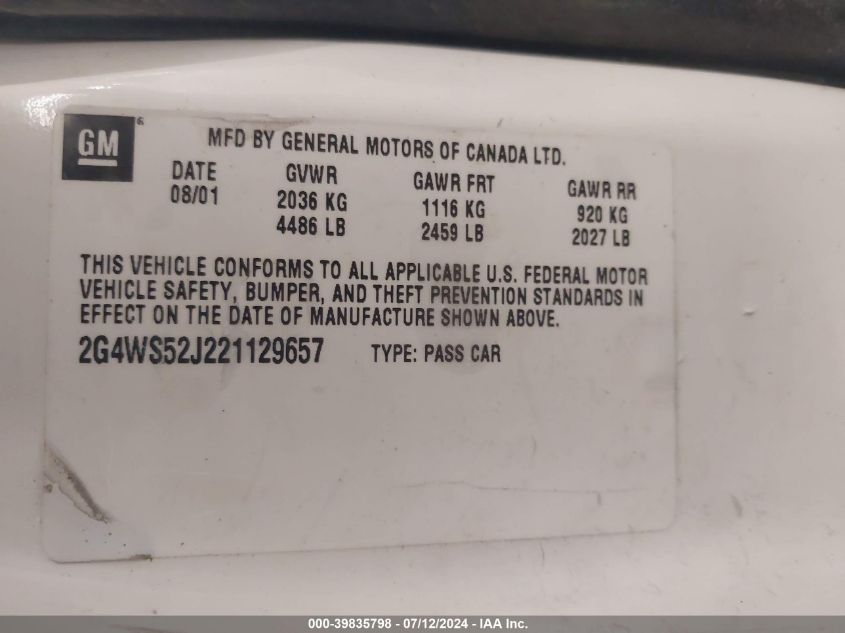 GM
MFD BY GENERAL MOTORS OF CANADA LTD.
DATE GVWR GAWR FRT GAWR RR
08/01 2036 KG 1116 KG 920 KG
4486 LB 2459 LB 2027 LB
THIS VEHICLE CONFORMS TO ALL APPLICABLE U.S. FEDERAL MOTOR
VEHICLE SAFETY, BUMPER, AND THEFT PREVENTION STANDARDS IN
EFFECT ON THE DATE OF MANUFACTURE SHOWN ABOVE.
2G4WS52J221129657 TYPE: PASS CAR
000-39835798 - 07/12/2024 - IAA Inc.